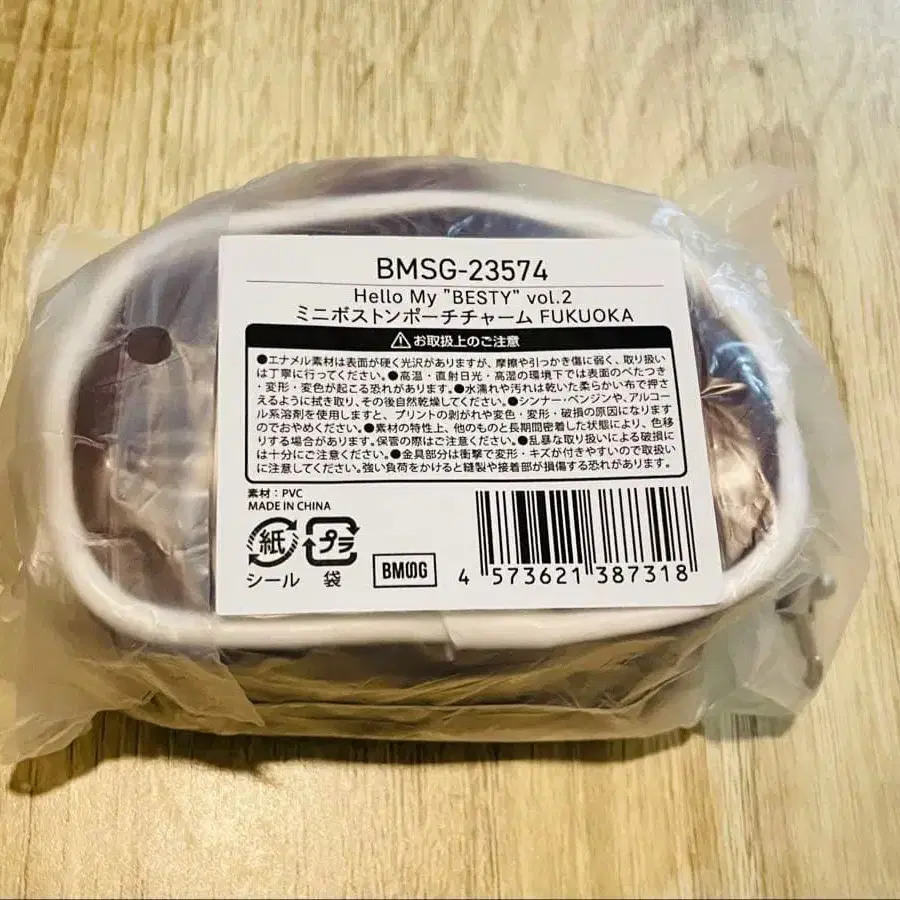 BMSG-23574
Hello My "BESTY" vol.2
ミニボストンポーチチャーム FUKUOKA
お取扱上のご注意
●エナメル素材は表面が硬く光沢がありますが、摩擦や引っかき傷に弱く、取り扱い
は丁寧に行ってください。●高温・直射日光・高湿の環境下では表面のべたつき
・変形・変色が起こる恐れがあります。●水濡れや汚れは乾いた柔らかい布で押さ
えるように拭き取り、その後自然乾燥してください。●シンナー・ベンジンや、アルコー
ル系溶剤を使用しますと、プリントの剥がれや変色・変形・破損の原因になります
のでおやめください。●素材の特性上、他のものと長期間密着した状態により、色移
りする場合があります。保管の際はご注意ください。●乱暴な取り扱いによる破損に
は十分にご注意ください。●金具部分は衝撃で変形・キズが付きやすいので取扱い
に注意してください。強い負荷をかけると縫製や接着部が損傷する恐れがあります。
素材：PVC
MADE IN CHINA
紙 プラ
シール 袋
BMSG
4 573621 387318